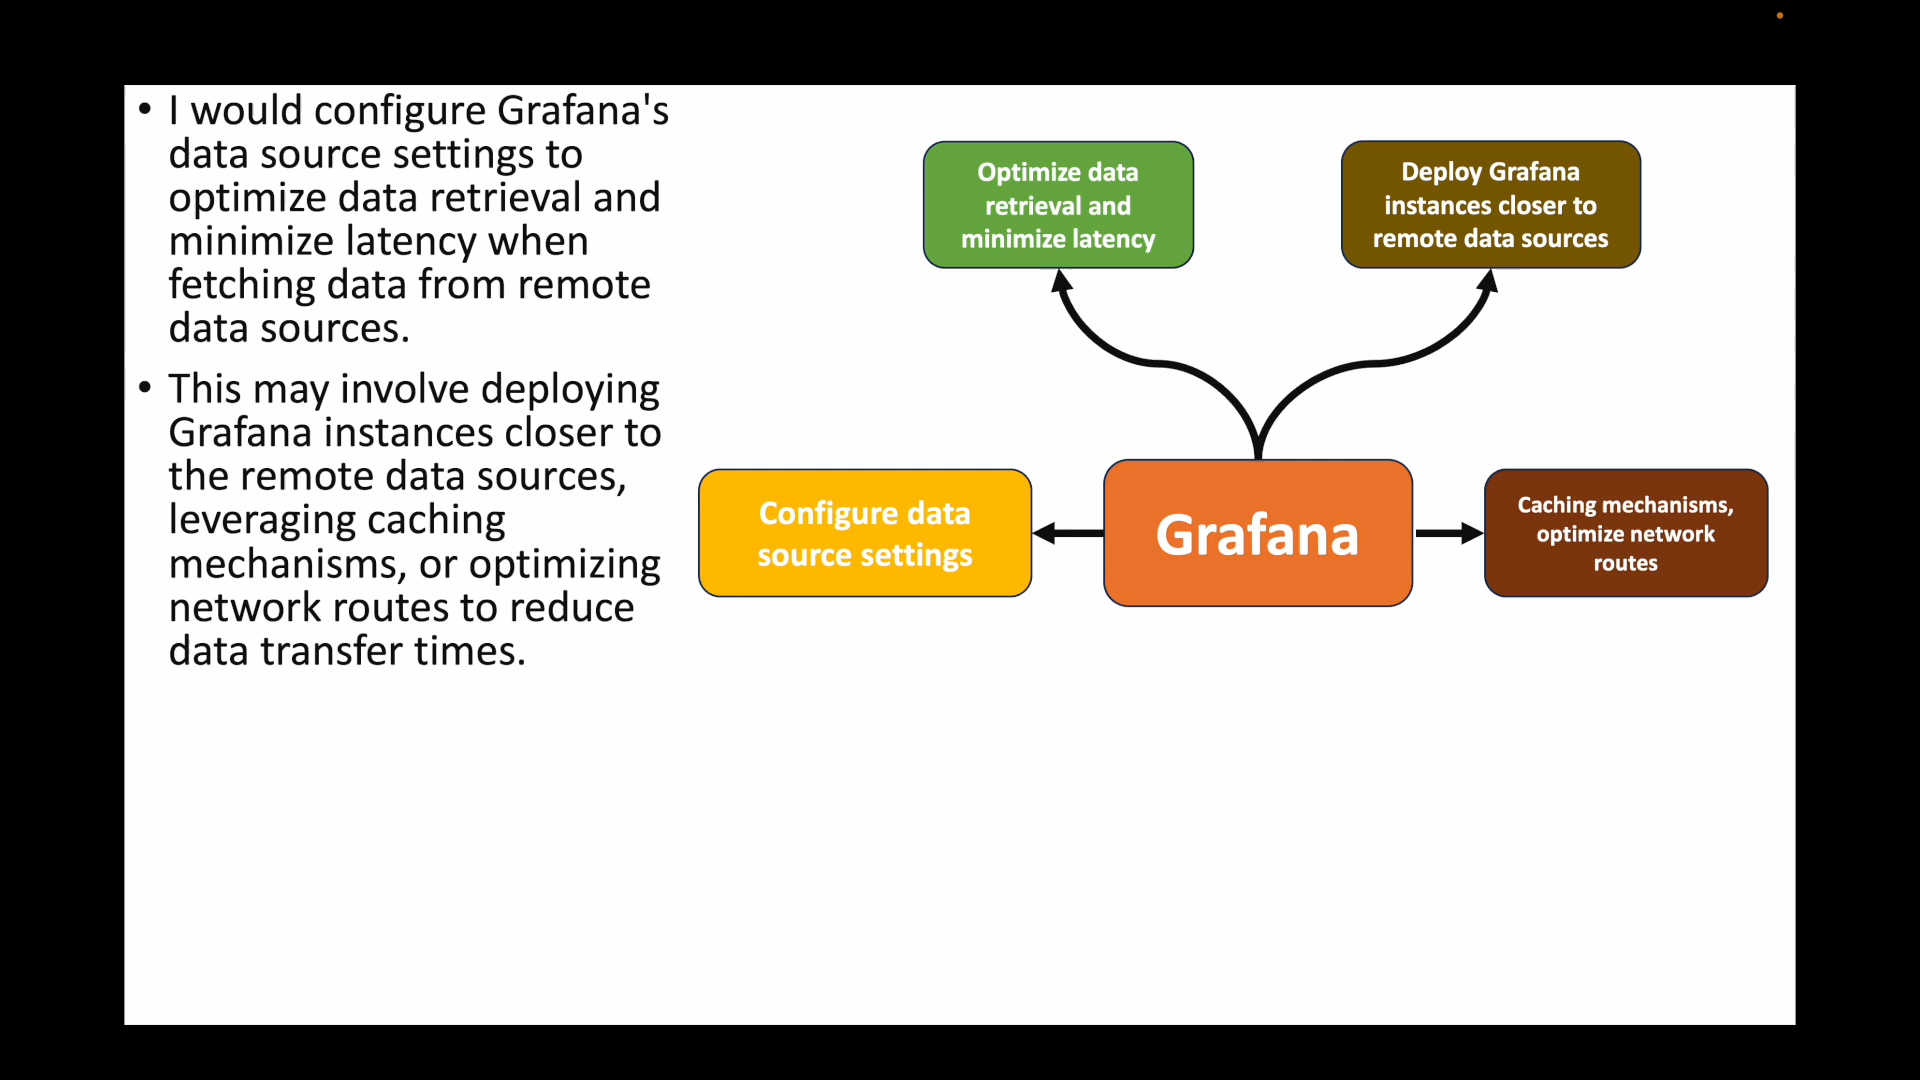 • I would configure Grafana's
data source settings to
optimize data retrieval and
minimize latency when
fetching data from remote
data sources.
• This may involve deploying
Grafana instances closer to
the remote data sources,
leveraging caching
mechanisms, or optimizing
network routes to reduce
data transfer times.
Optimize data
retrieval and
minimize latency
Deploy Grafana
instances closer to
remote data sources
Configure data
source settings
Grafana
Caching mechanisms,
optimize network
routes